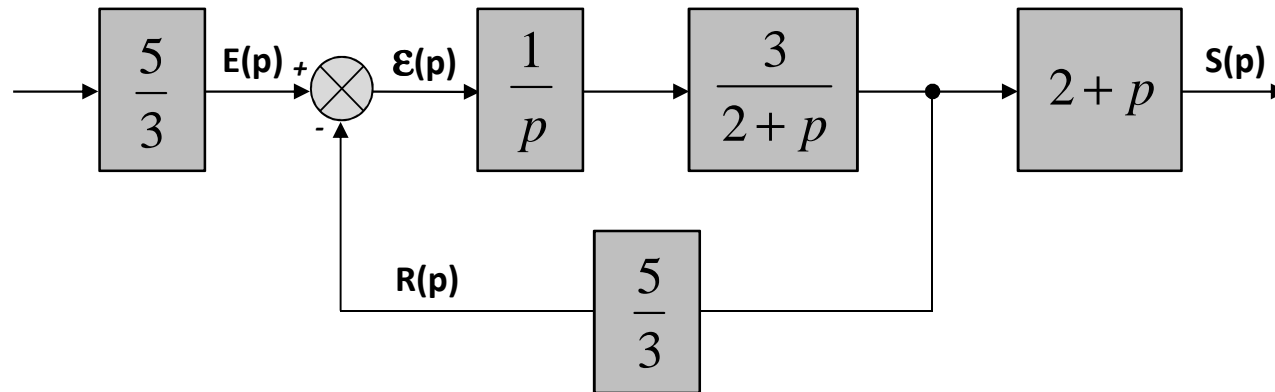 5/3
E(p)
+
-
ε(p)
1/p
3/(2 + p)
2 + p
S(p)
R(p)
5/3